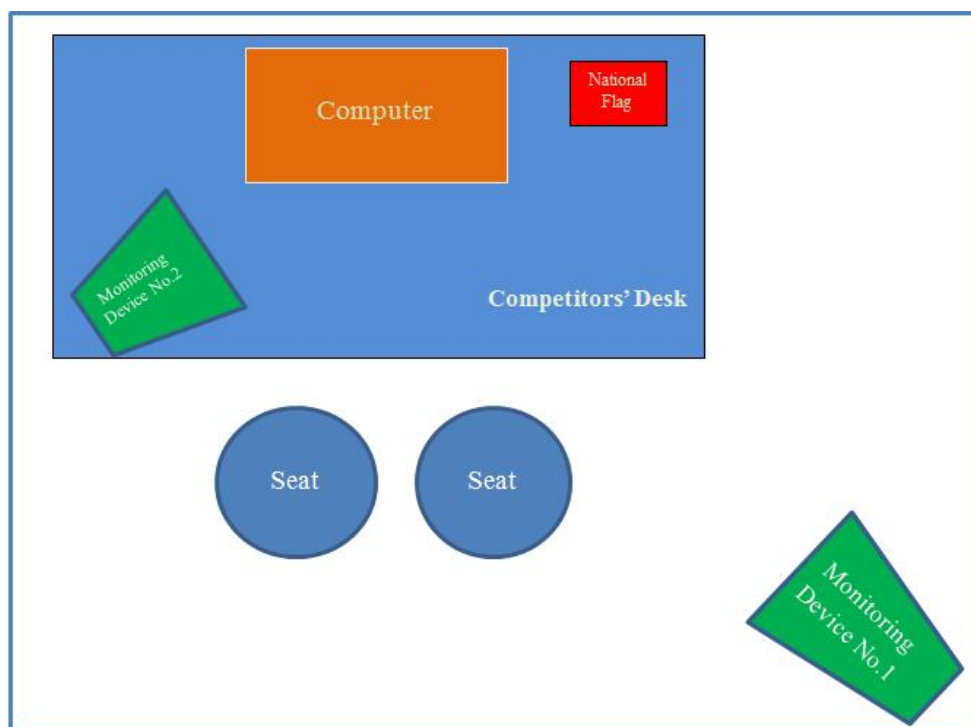 Computer
National
Flag
Monitoring
Device No.2
Competitors’ Desk
Seat
Seat
Monitoring
Device No.1